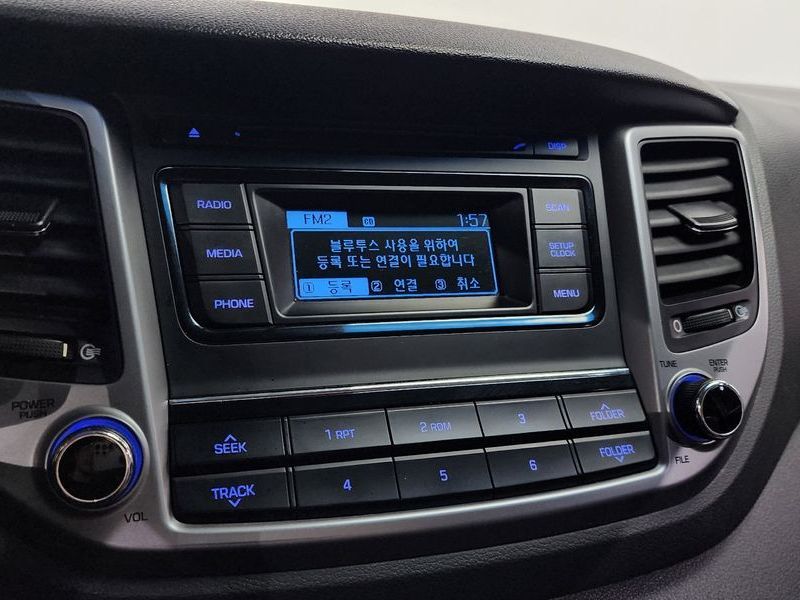 DISP
RADIO
FM2 CD 1:57
SCAN
블루투스 사용을 위하여
등록 또는 연결이 필요합니다
① 등록 ② 연결 ③ 취소
MEDIA
SETUP
CLOCK
PHONE
MENU
POWER
PUSH
VOL
TUNE
ENTER
PUSH
FILE
SEEK
1 RPT
2 RDM
3
FOLDER
TRACK
4
5
6
FOLDER
0